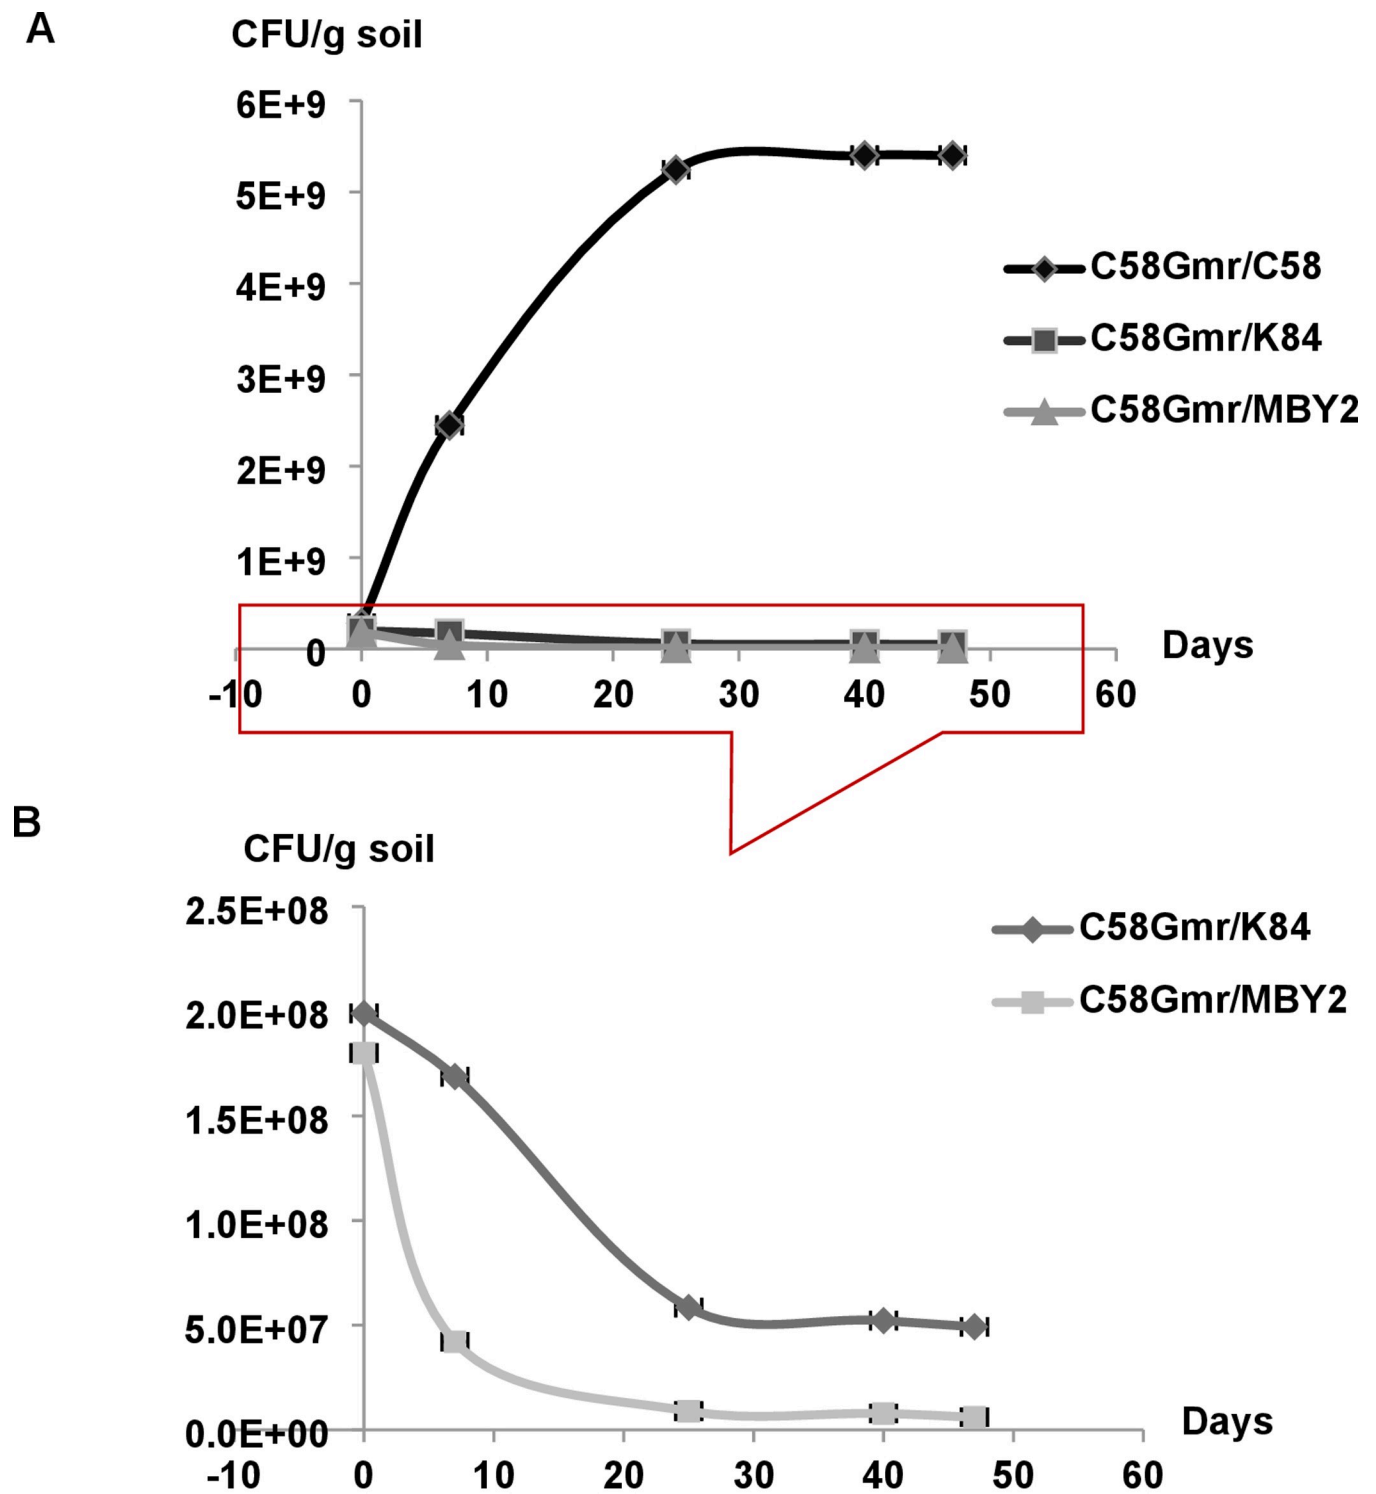 A
CFU/g soil
6E+9
5E+9
4E+9
3E+9
2E+9
1E+9
0
-10 0 10 20 30 40 50 60
Days
C58Gmr/C58
C58Gmr/K84
C58Gmr/MBY2
B
CFU/g soil
2.5E+08
2.0E+08
1.5E+08
1.0E+08
5.0E+07
0.0E+00
-10 0 10 20 30 40 50 60
Days
C58Gmr/K84
C58Gmr/MBY2